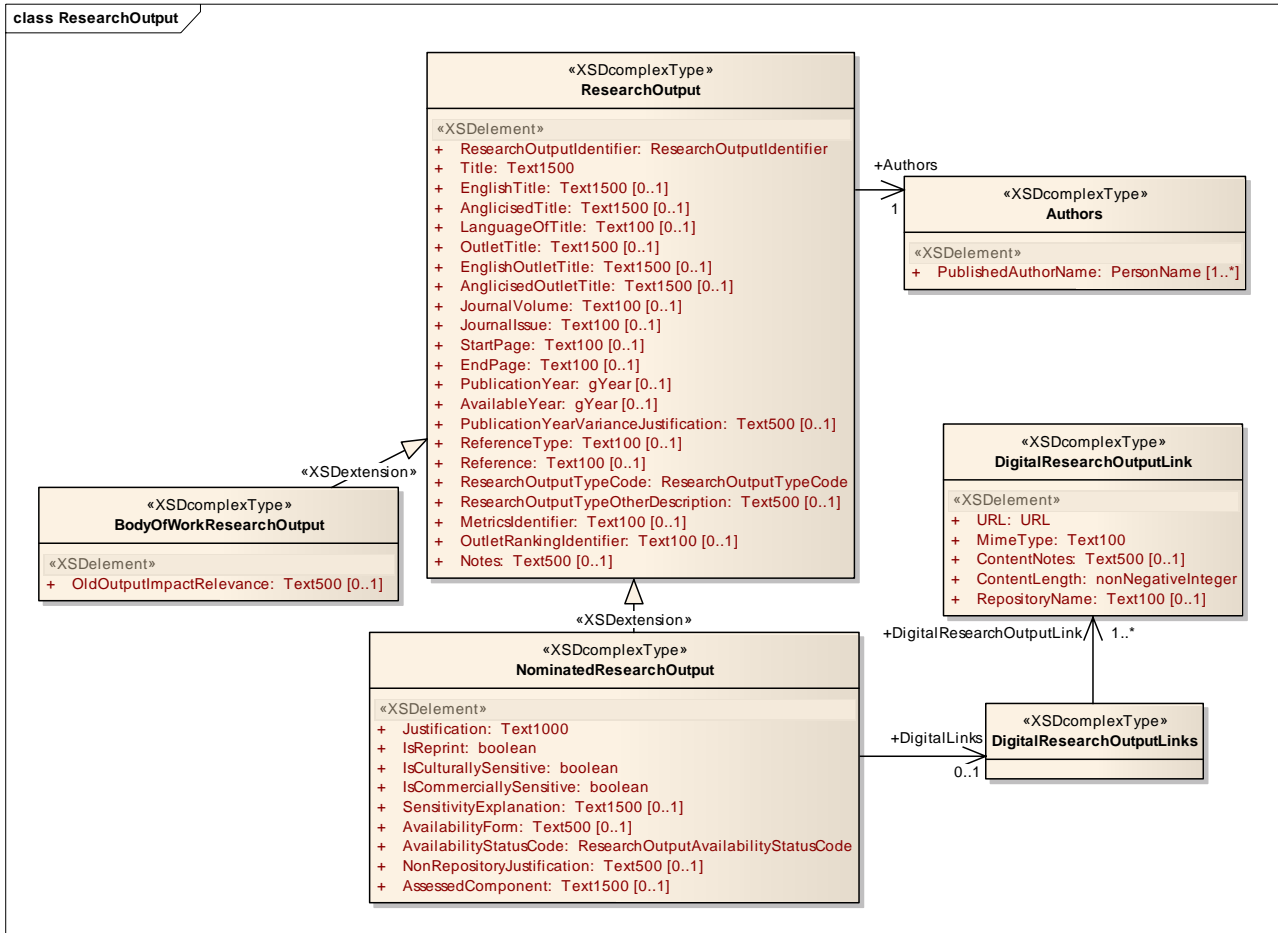 class ResearchOutput
«XSDcomplexType»
ResearchOutput
«XSDelement»
+ ResearchOutputIdentifier: ResearchOutputIdentifier
+ Title: Text1500
+ EnglishTitle: Text1500 [0..1]
+ AnglicisedTitle: Text1500 [0..1]
+ LanguageOfTitle: Text100 [0..1]
+ OutletTitle: Text1500 [0..1]
+ EnglishOutletTitle: Text1500 [0..1]
+ AnglicisedOutletTitle: Text1500 [0..1]
+ JournalVolume: Text100 [0..1]
+ JournalIssue: Text100 [0..1]
+ StartPage: Text100 [0..1]
+ EndPage: Text100 [0..1]
+ PublicationYear: gYear [0..1]
+ AvailableYear: gYear [0..1]
+ PublicationYearVarianceJustification: Text500 [0..1]
+ ReferenceType: Text100 [0..1]
+ Reference: Text100 [0..1]
+ ResearchOutputTypeCode: ResearchOutputTypeCode
+ ResearchOutputTypeOtherDescription: Text500 [0..1]
+ MetricsIdentifier: Text100 [0..1]
+ OutletRankingIdentifier: Text100 [0..1]
+ Notes: Text500 [0..1]
+Authors
1
«XSDcomplexType»
Authors
«XSDelement»
+ PublishedAuthorName: PersonName [1..*]
«XSDextension»
«XSDcomplexType»
BodyOfWorkResearchOutput
«XSDelement»
+ OldOutputImpactRelevance: Text500 [0..1]
«XSDcomplexType»
DigitalResearchOutputLink
«XSDelement»
+ URL: URL
+ MimeType: Text100
+ ContentNotes: Text500 [0..1]
+ ContentLength: nonNegativeInteger
+ RepositoryName: Text100 [0..1]
+DigitalResearchOutputLink
1..*
«XSDextension»
«XSDcomplexType»
NominatedResearchOutput
«XSDelement»
+ Justification: Text1000
+ IsReprint: boolean
+ IsCulturallySensitive: boolean
+ IsCommerciallySensitive: boolean
+ SensitivityExplanation: Text1500 [0..1]
+ AvailabilityForm: Text500 [0..1]
+ AvailabilityStatusCode: ResearchOutputAvailabilityStatusCode
+ NonRepositoryJustification: Text500 [0..1]
+ AssessedComponent: Text1500 [0..1]
+DigitalLinks
0..1
«XSDcomplexType»
DigitalResearchOutputLinks